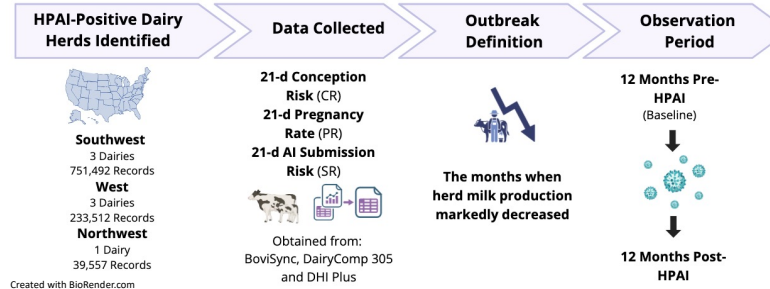 HPAI-Positive Dairy
Herds Identified
Data Collected
Outbreak
Definition
Observation
Period
Southwest
3 Dairies
751,492 Records
West
3 Dairies
233,512 Records
Northwest
1 Dairy
39,557 Records
21-d Conception
Risk (CR)
21-d Pregnancy
Rate (PR)
21-d AI Submission
Risk (SR)
Obtained from:
BoviSync, DairyComp 305
and DHI Plus
The months when
herd milk production
markedly decreased
12 Months Pre-
HPAI
(Baseline)
12 Months Post-
HPAI
Created with BioRender.com